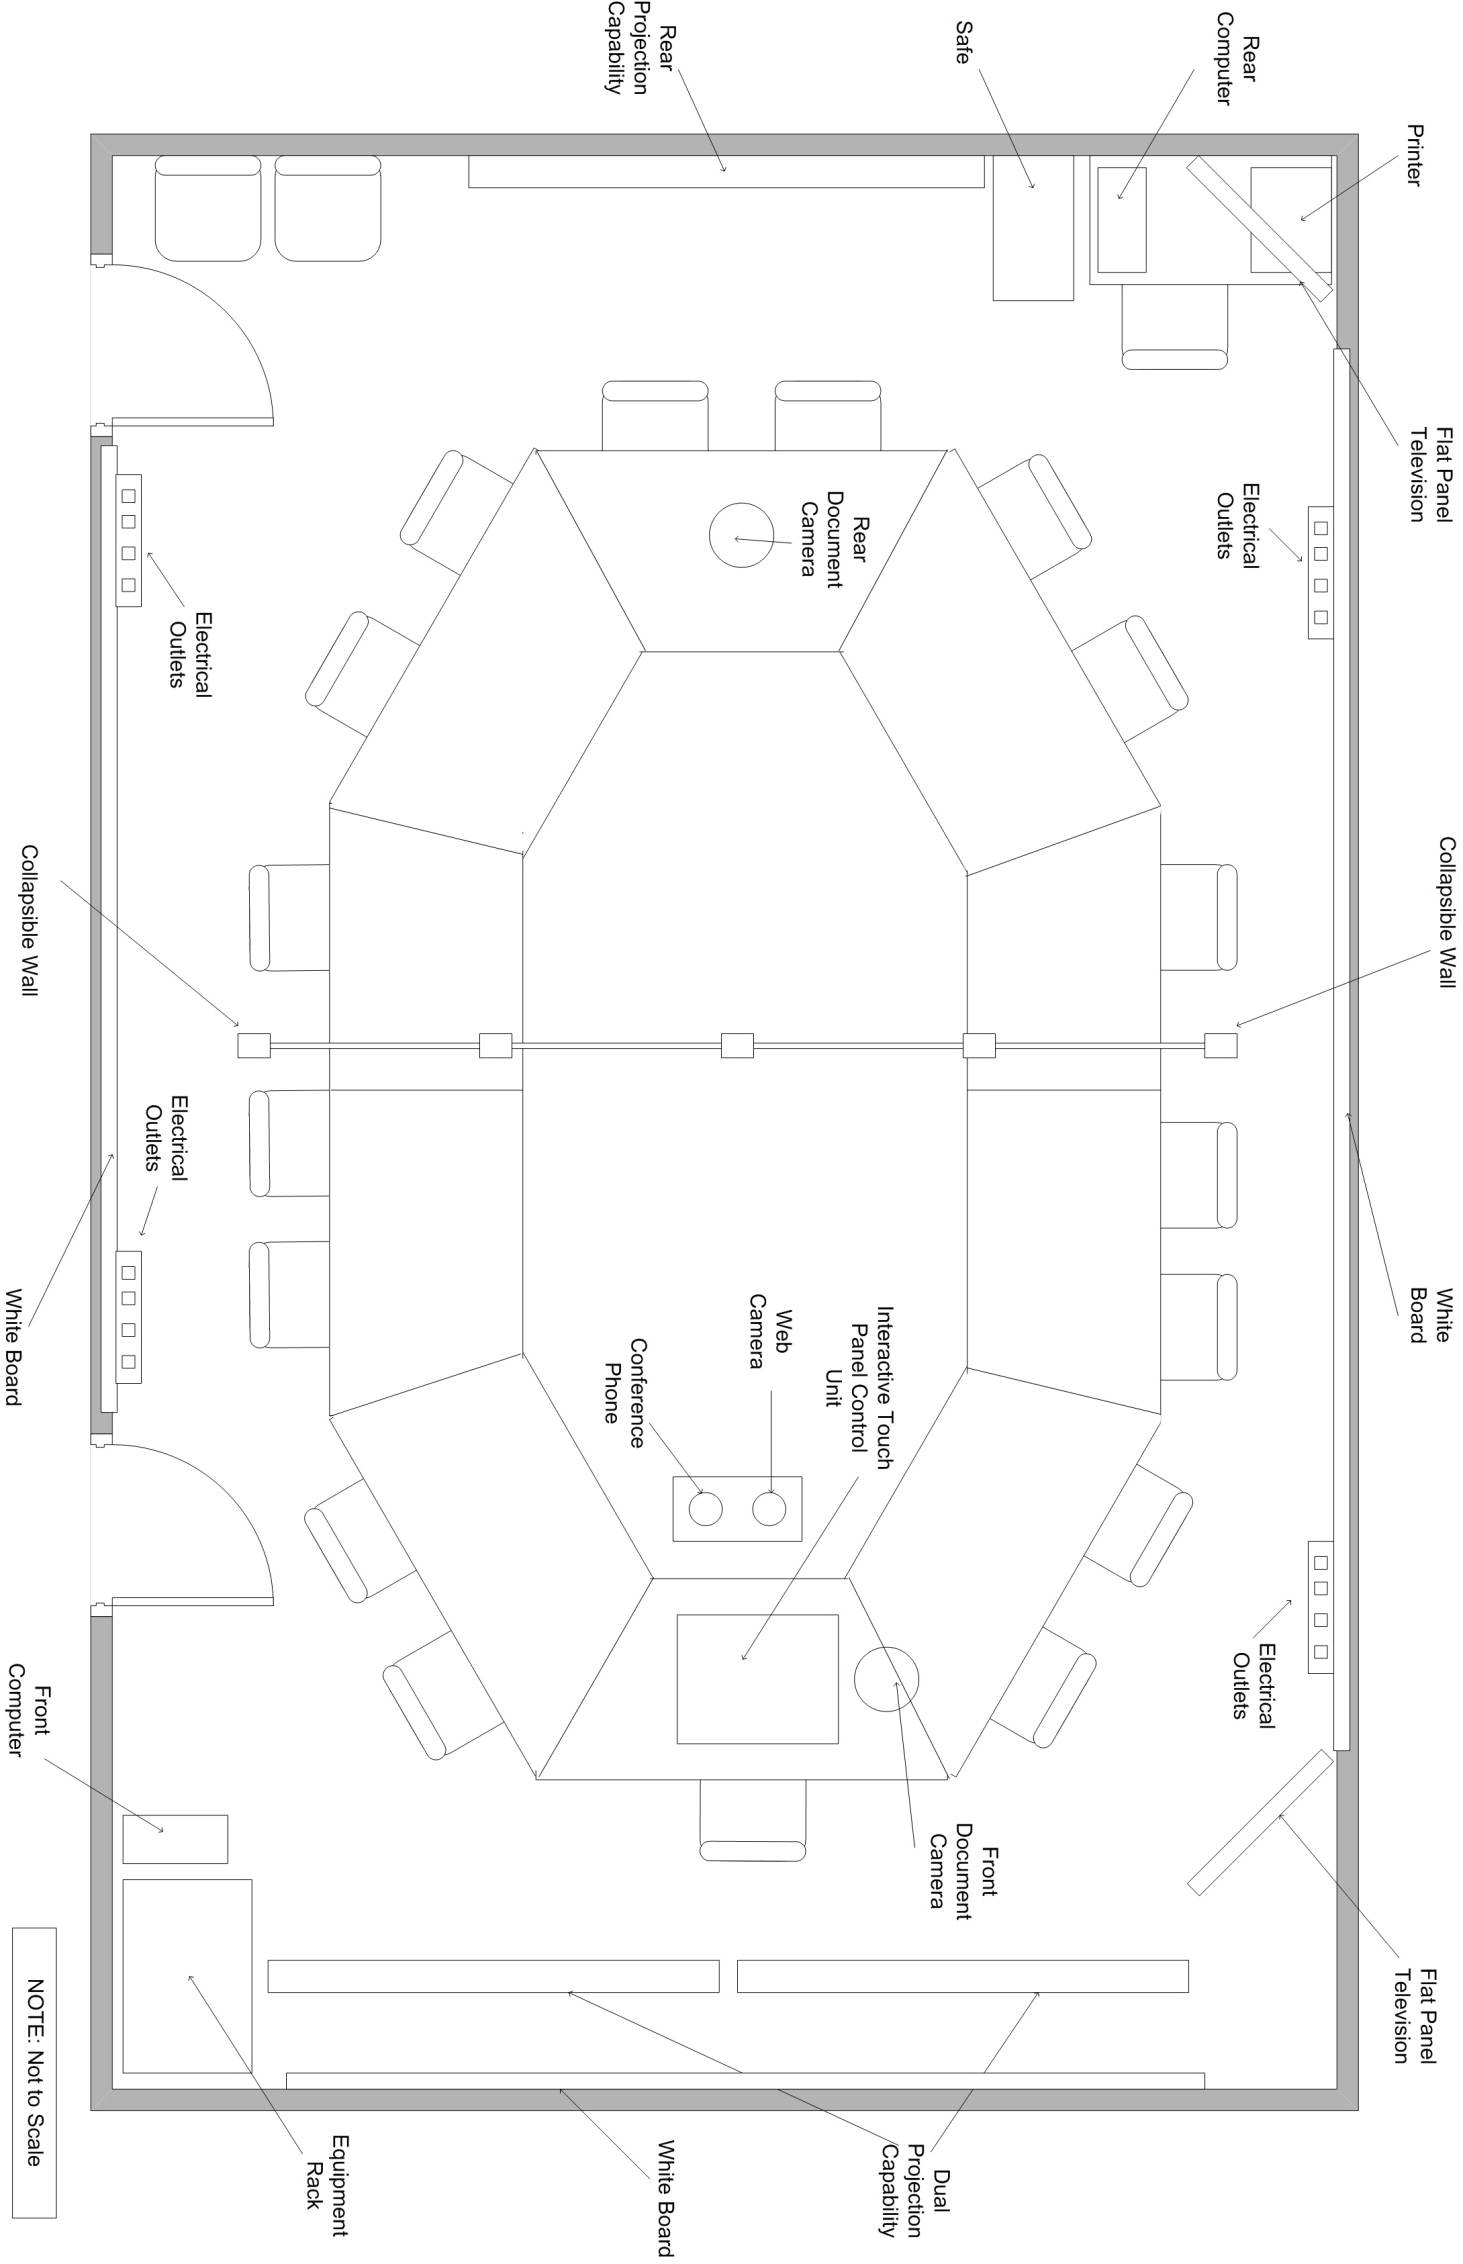 Printer
Rear
Computer
Safe
Rear
Projection
Capability
Flat Panel
Television
Electrical
Outlets
Rear
Document
Camera
Electrical
Outlets
Collapsible Wall
Collapsible Wall
White
Board
Electrical
Outlets
Interactive Touch
Panel Control
Unit
Web
Camera
Conference
Phone
Electrical
Outlets
White Board
Flat Panel
Television
Front
Document
Camera
Front
Computer
Dual
Projection
Capability
White Board
Equipment
Rack
NOTE: Not to Scale